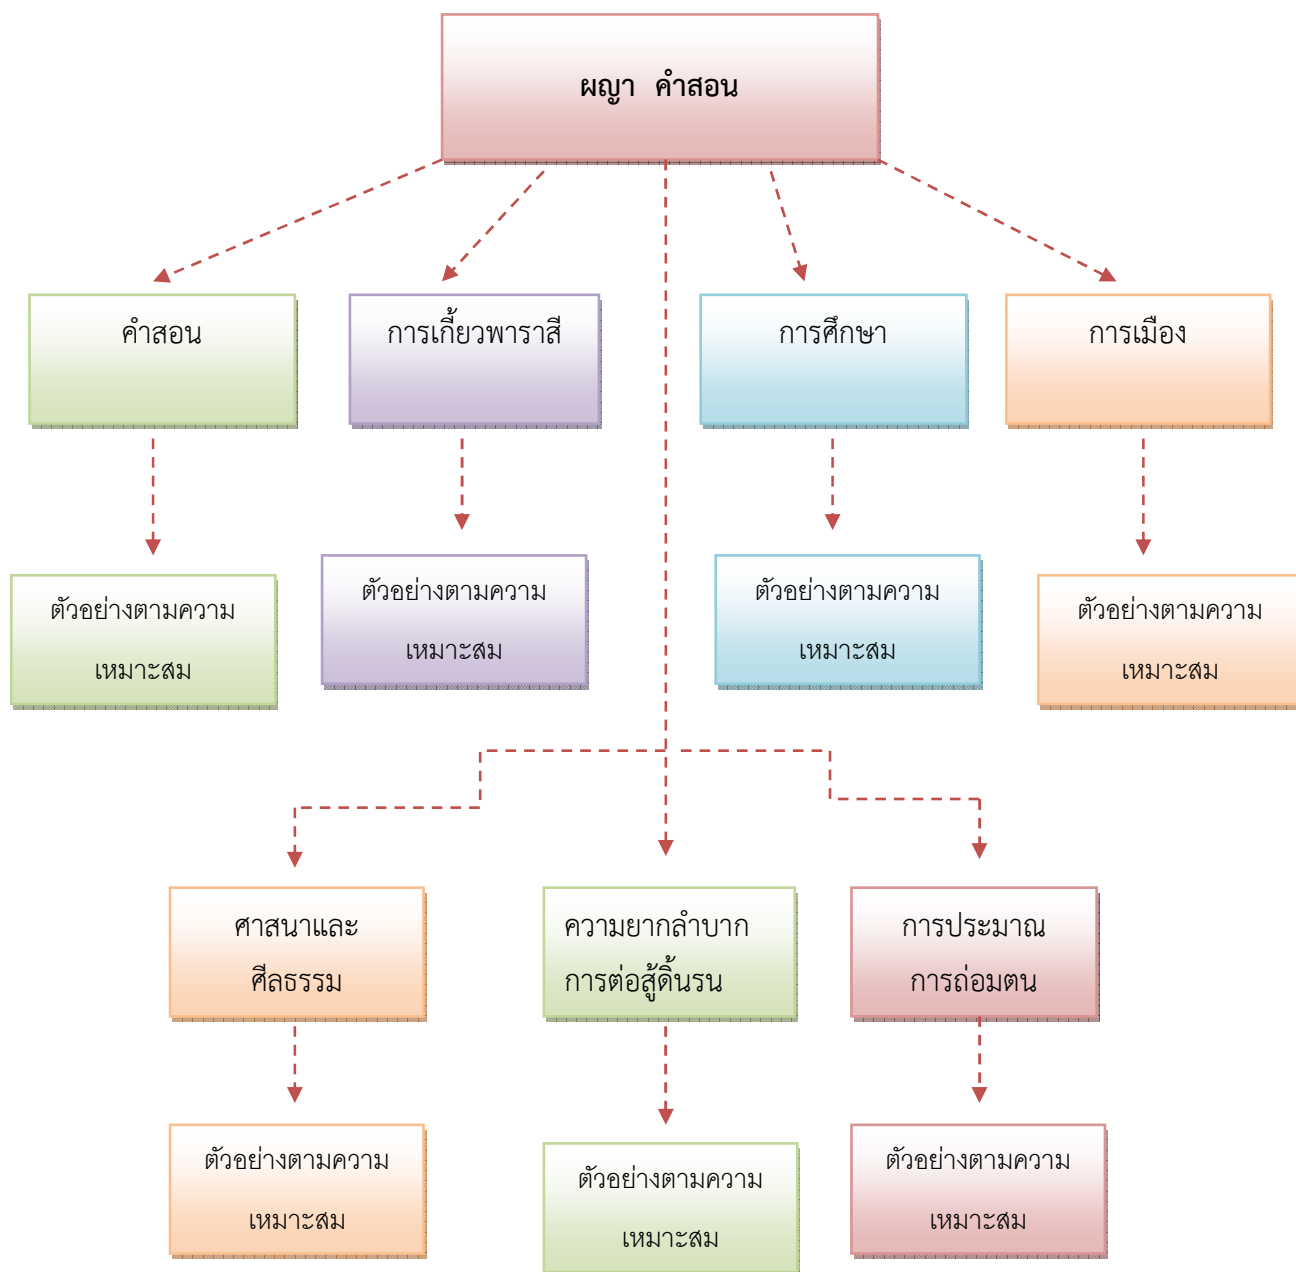 ผญา คำสอน
คำสอน
การเกี้ยวพาราสี
การศึกษา
การเมือง
ตัวอย่างตามความ
เหมาะสม
ตัวอย่างตามความ
เหมาะสม
ตัวอย่างตามความ
เหมาะสม
ตัวอย่างตามความ
เหมาะสม
ศาสนาและ
ศีลธรรม
ความยากลำบาก
การต่อสู้ดิ้นรน
การประมาณ
การถ่อมตน
ตัวอย่างตามความ
เหมาะสม
ตัวอย่างตามความ
เหมาะสม
ตัวอย่างตามความ
เหมาะสม